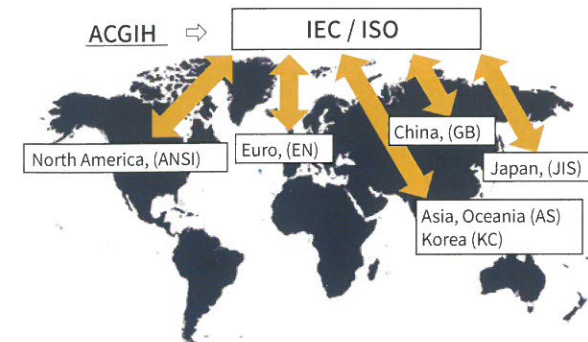 ACGIH ⇨ IEC / ISO
North America, (ANSI)
Euro, (EN)
China, (GB)
Japan, (JIS)
Asia, Oceania (AS)
Korea (KC)